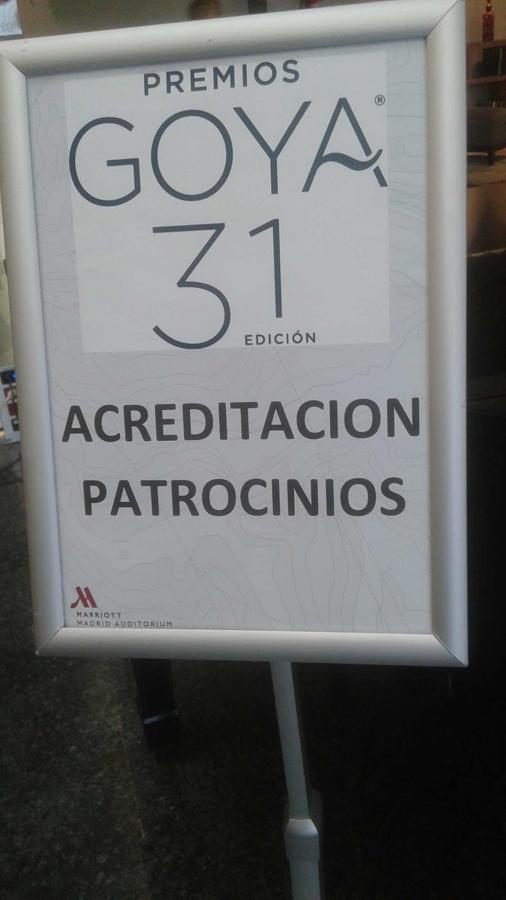 PREMIOS
GOYA®
31
EDICIÓN
ACREDITACION
PATROCINIOS
MARRIOTT
MADRID AUDITORIUM